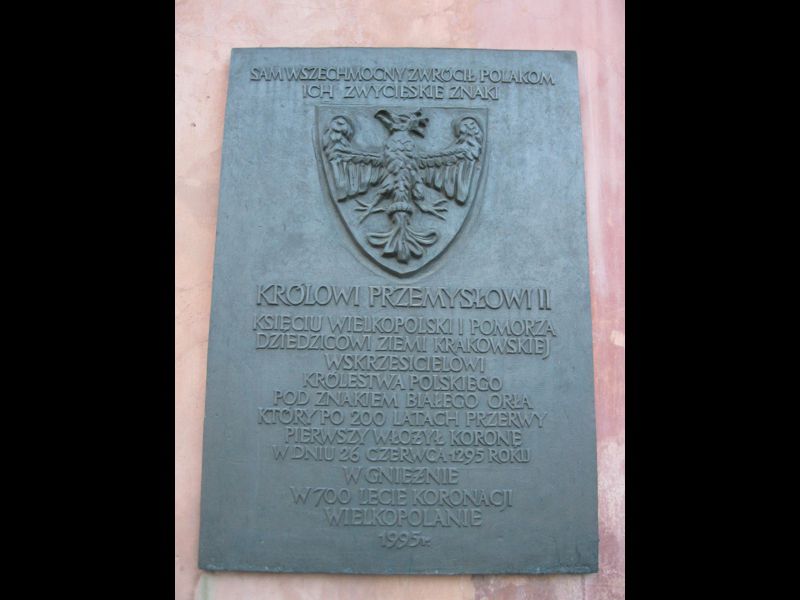 SAM WSZECHMOCNY ZWRÓCIŁ POLAKOM
ICH ZWYCIĘSKIE ZNAKI
KRÓLOWI PRZEMYSŁOWI II
KSIĘCIU WIELKOPOLSKI I POMORZA
DZIEDZICOWI ZIEMI KRAKOWSKIEJ
WSKRZESICIELOWI
KRÓLESTWA POLSKIEGO
POD ZNAKIEM BIAŁEGO ORŁA
KTÓRY PO 200 LATACH PRZERWY
PIERWSZY WŁOŻYŁ KORONĘ
W DNIU 26 CZERWCA 1295 ROKU
W GNIEŹNIE
W 700 LECIE KORONACJI
WIELKOPOLANIE
1995 r.